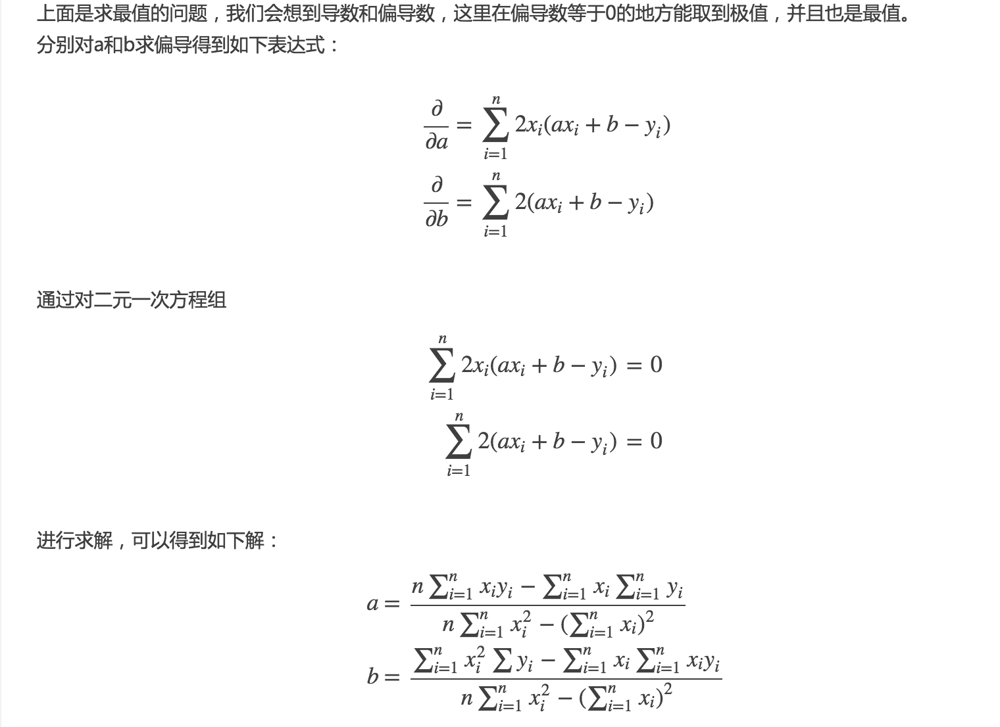 上面是求最值的问题，我们会想到导数和偏导数，这里在偏导数等于0的地方能取到极值，并且也是最值。
分别对a和b求偏导得到如下表达式：
\frac{\partial}{\partial a} = \sum_{i=1}^{n} 2x_i(ax_i + b - y_i)
\frac{\partial}{\partial b} = \sum_{i=1}^{n} 2(ax_i + b - y_i)
通过对二元一次方程组
\sum_{i=1}^{n} 2x_i(ax_i + b - y_i) = 0
\sum_{i=1}^{n} 2(ax_i + b - y_i) = 0
进行求解，可以得到如下解：
a = \frac{n \sum_{i=1}^{n} x_i y_i - \sum_{i=1}^{n} x_i \sum_{i=1}^{n} y_i}{n \sum_{i=1}^{n} x_i^2 - (\sum_{i=1}^{n} x_i)^2}
b = \frac{\sum_{i=1}^{n} x_i^2 \sum y_i - \sum_{i=1}^{n} x_i \sum_{i=1}^{n} x_i y_i}{n \sum_{i=1}^{n} x_i^2 - (\sum_{i=1}^{n} x_i)^2}